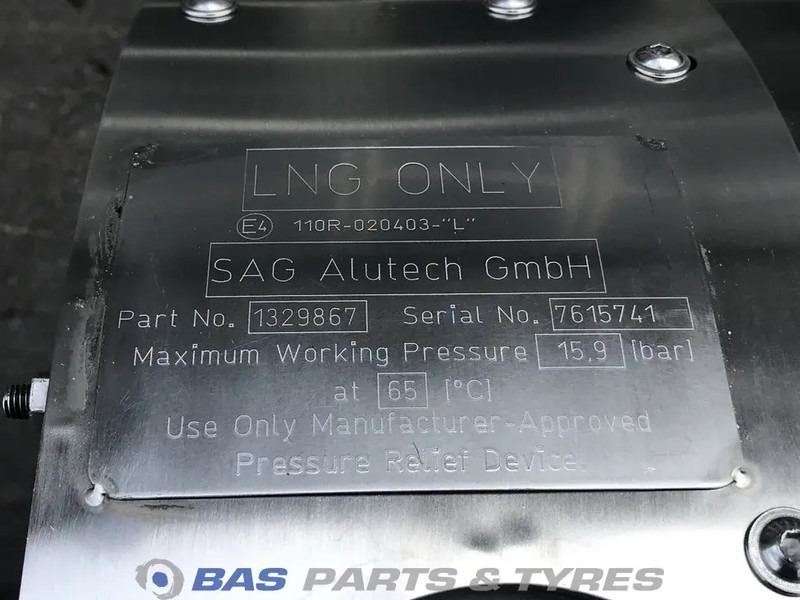 LNG ONLY
E4 110R-020403-"L"
SAG Alutech GmbH
Part No. 1329867 Serial No. 7615741
Maximum Working Pressure 15,9 [bar]
at 65 [°C]
Use Only Manufacturer-Approved
Pressure Relief Device.
BAS PARTS & TYRES